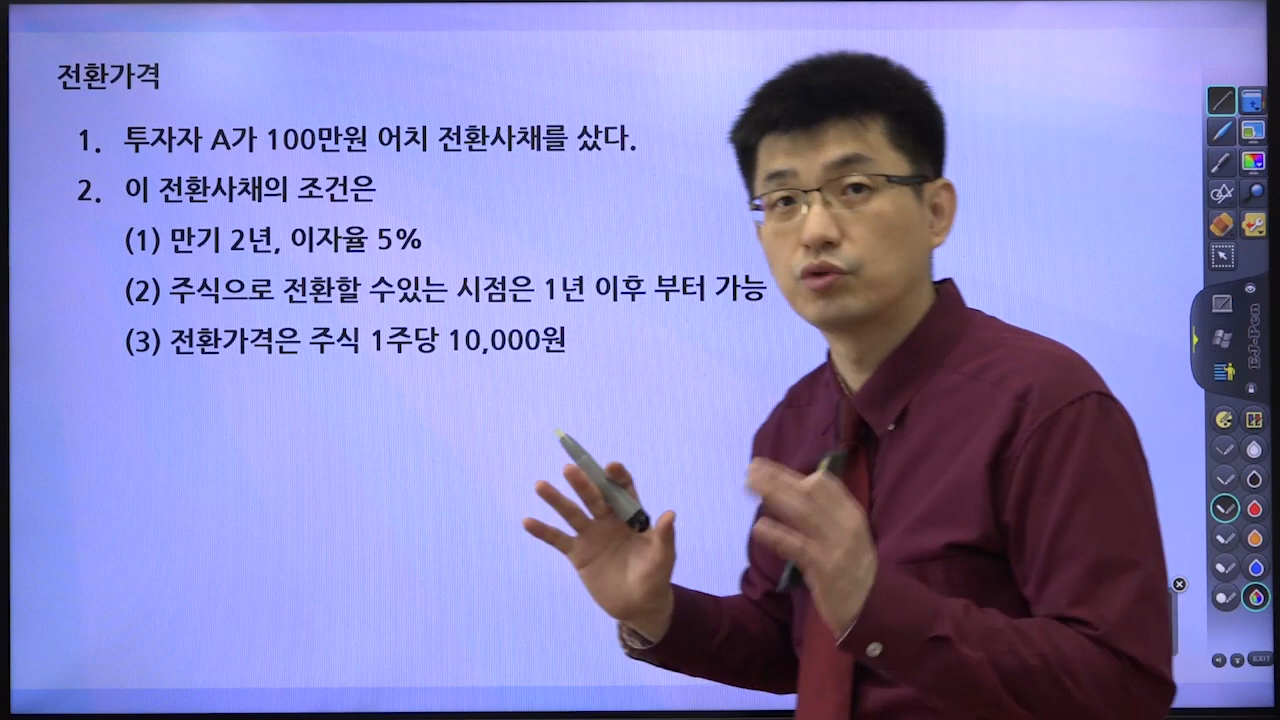 전환가격
1. 투자자 A가 100만원 어치 전환사채를 샀다.
2. 이 전환사채의 조건은
(1) 만기 2년, 이자율 5%
(2) 주식으로 전환할 수있는 시점은 1년 이후 부터 가능
(3) 전환가격은 주식 1주당 10,000원
EJ-Pen
EXIT